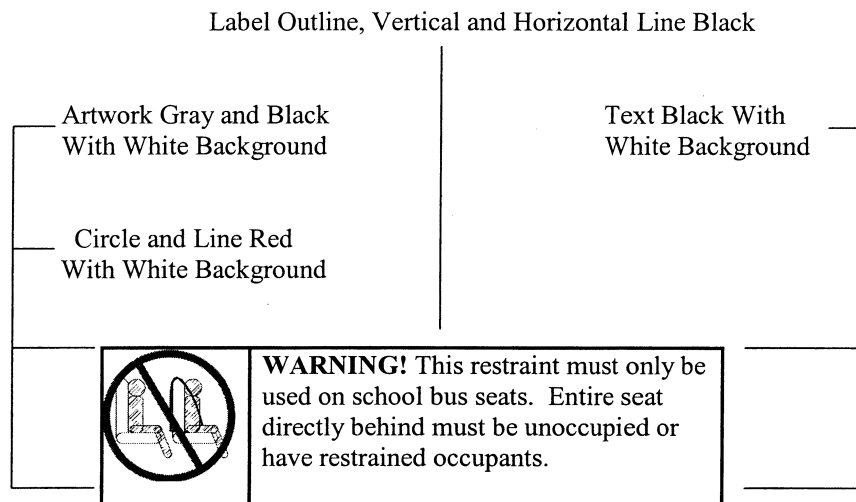 Label Outline, Vertical and Horizontal Line Black
Artwork Gray and Black
With White Background
Text Black With
White Background
Circle and Line Red
With White Background
WARNING! This restraint must only be
used on school bus seats.  Entire seat
directly behind must be unoccupied or
have restrained occupants.